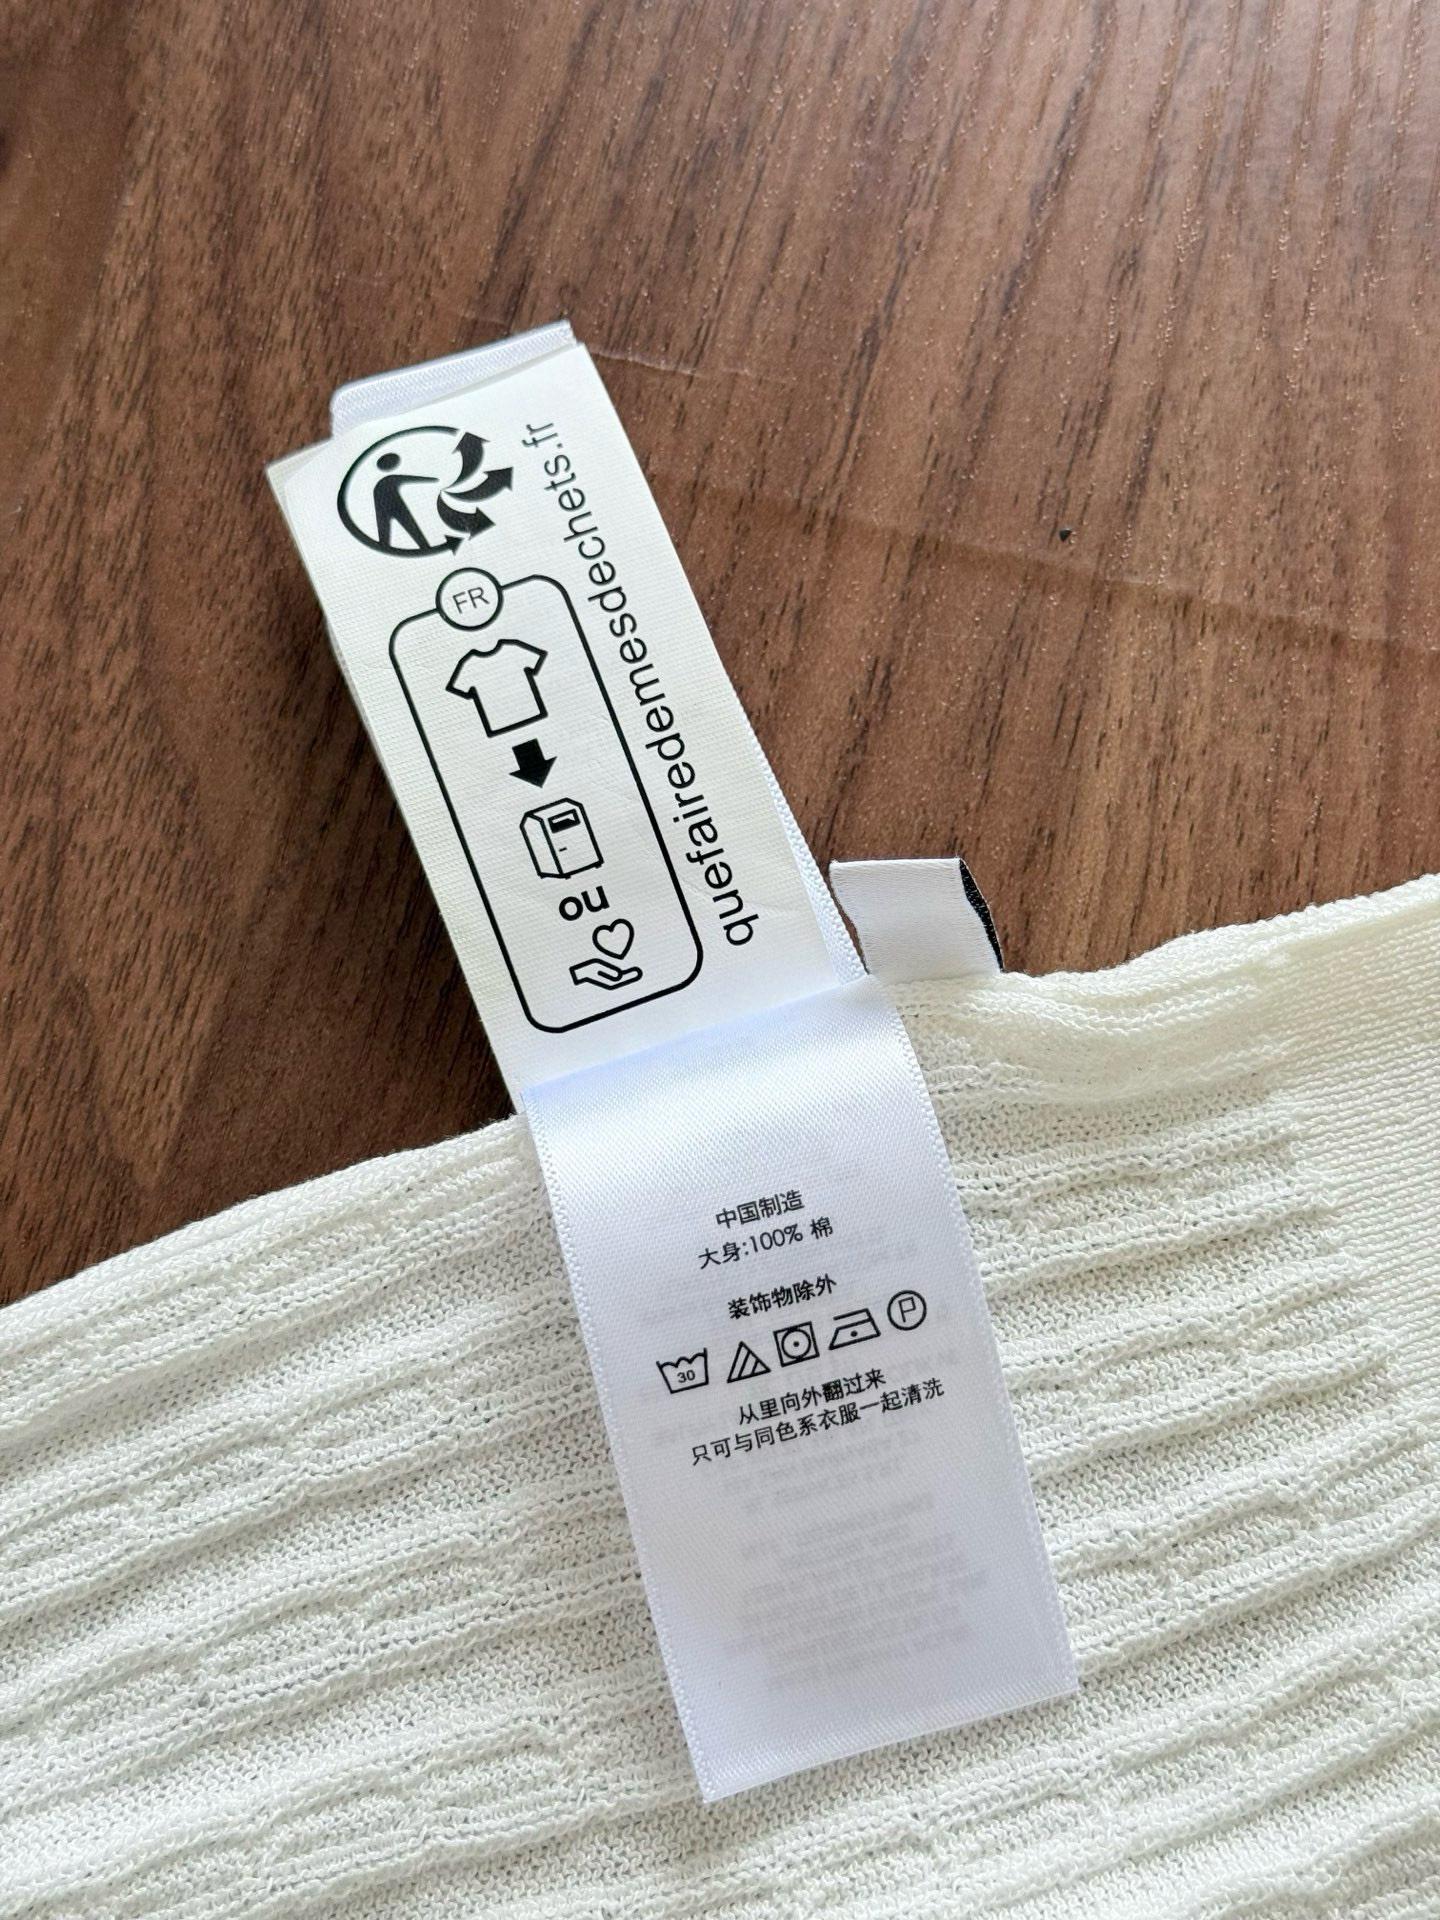 quefairedemesdechets.fr
FR
ou
中国制造
大身:100% 棉
装饰物除外
30
P
从里向外翻过来
只可与同色系衣服一起清洗